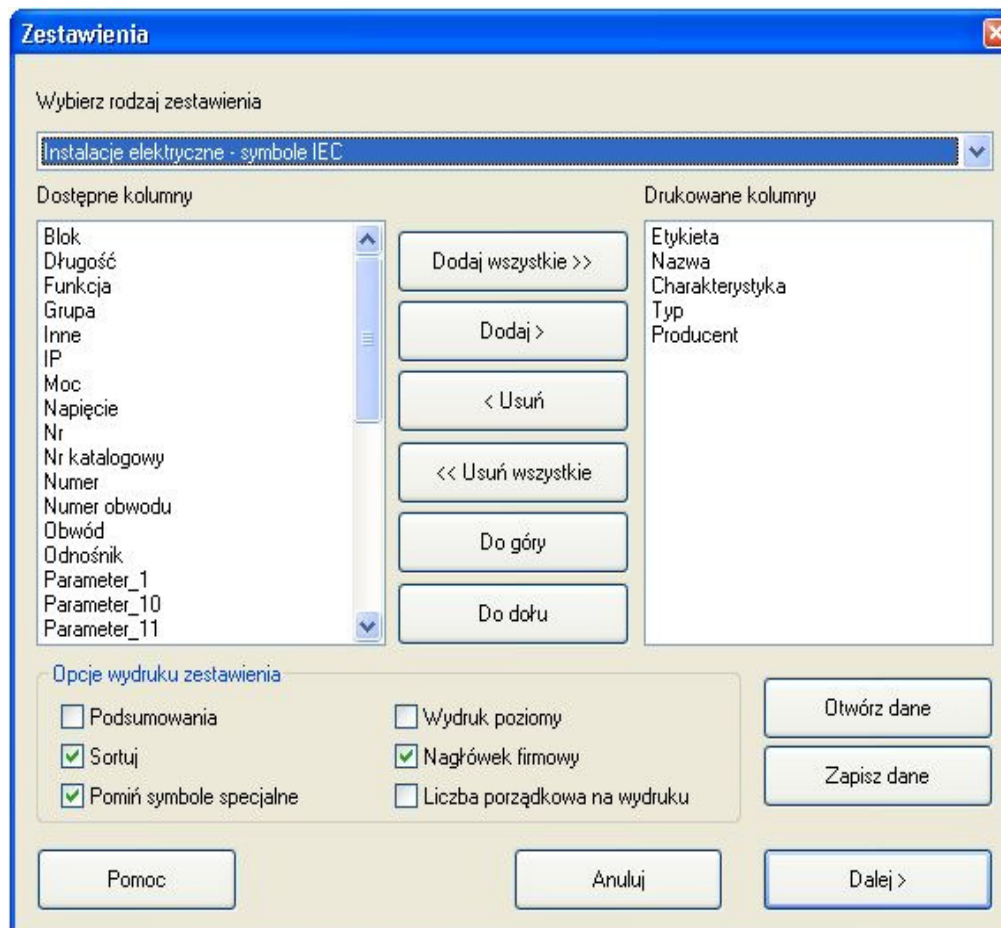 Zestawienia
Wybierz rodzaj zestawienia
Instalacje elektryczne - symbole IEC
Dostępne kolumny
Blok
Długość
Funkcja
Grupa
Inne
IP
Moc
Napięcie
Nr
Nr katalogowy
Numer
Numer obwodu
Obwód
Odnośnik
Parameter_1
Parameter_10
Parameter_11
Dodaj wszystkie >>
Dodaj >
< Usuń
<< Usuń wszystkie
Do góry
Do dołu
Drukowane kolumny
Etykieta
Nazwa
Charakterystyka
Typ
Producent
Opcje wydruku zestawienia
Podsumowania
Sortuj
Pomiń symbole specjalne
Wydruk poziomy
Nagłówek firmowy
Liczba porządkowa na wydruku
Otwórz dane
Zapisz dane
Pomoc
Anuluj
Dalej >